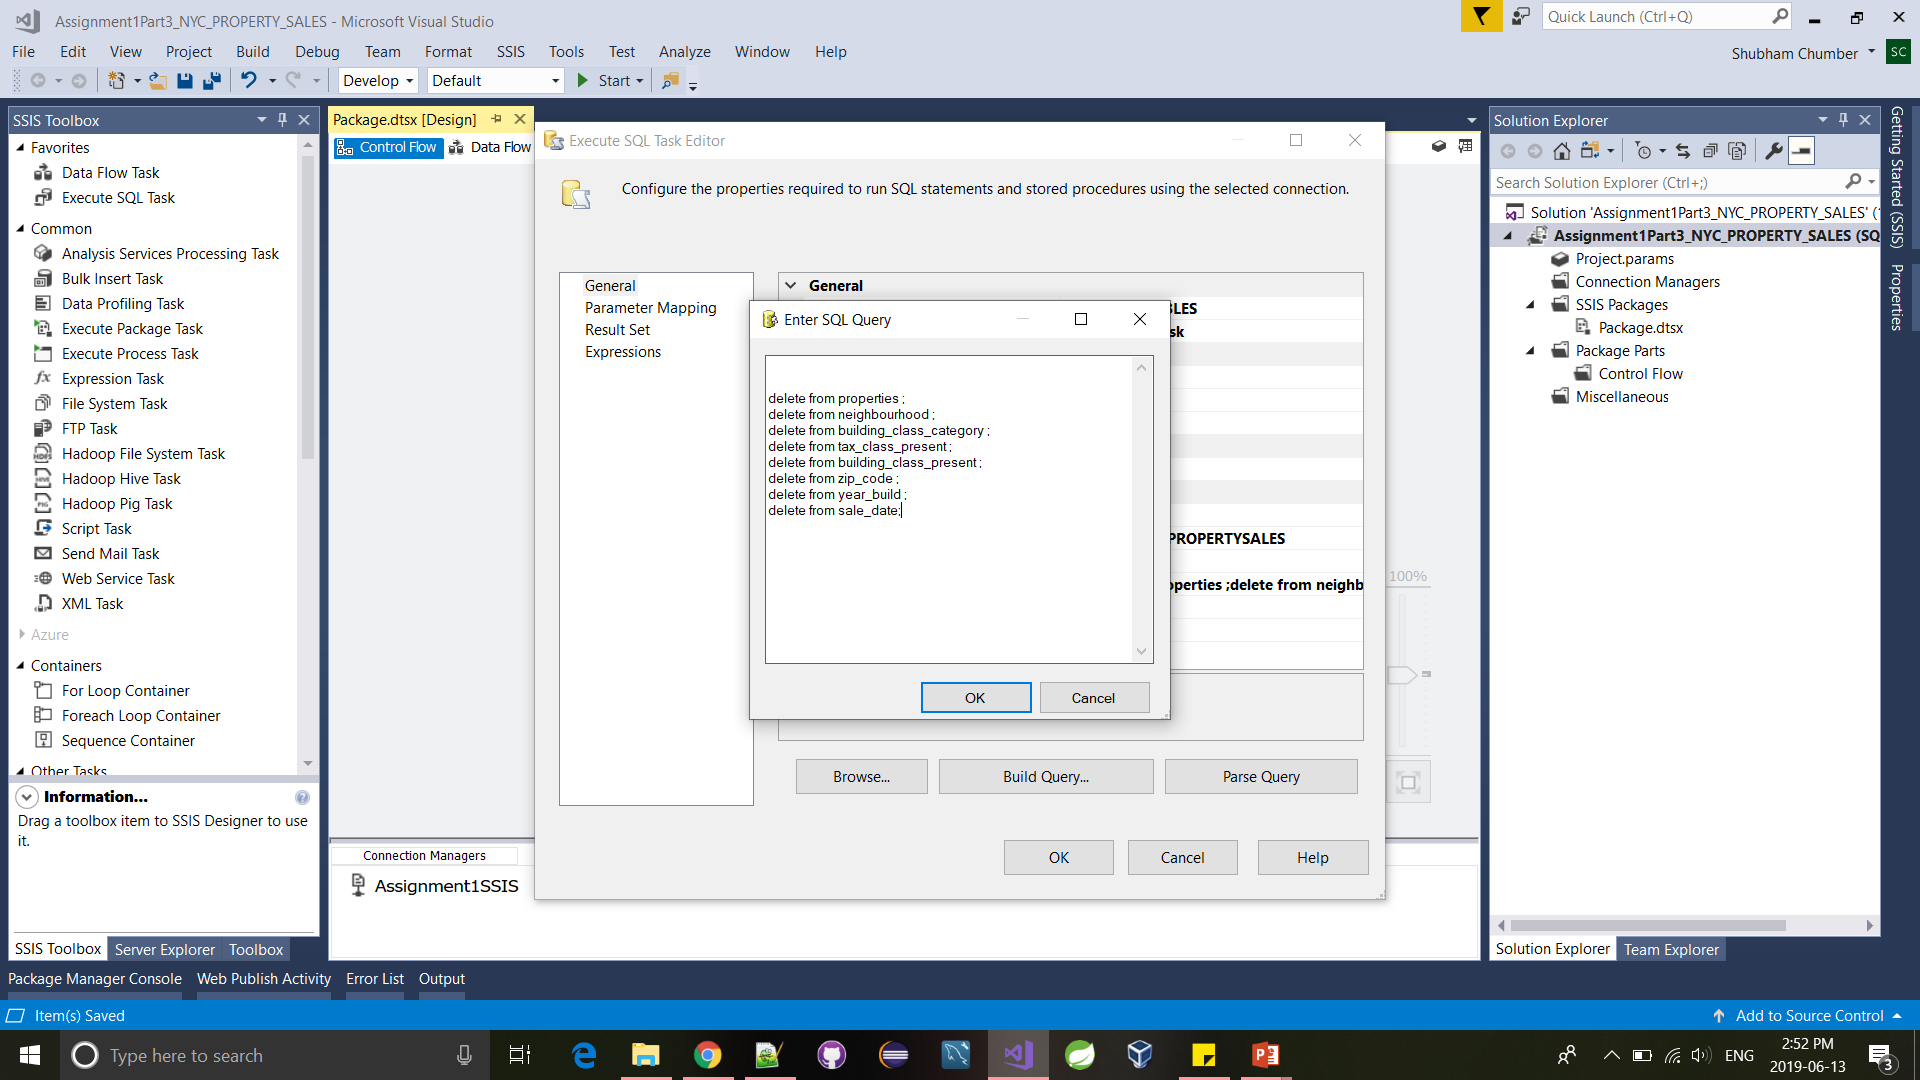 Assignment1Part3_NYC_PROPERTY_SALES - Microsoft Visual Studio
Quick Launch (Ctrl+Q)
File Edit View Project Build Debug Team Format SSIS Tools Test Analyze Window Help
Shubham Chumber SC
Develop Default Start
SSIS Toolbox
Favorites
Data Flow Task
Execute SQL Task
Common
Analysis Services Processing Task
Bulk Insert Task
Data Profiling Task
Execute Package Task
Execute Process Task
Expression Task
File System Task
FTP Task
Hadoop File System Task
Hadoop Hive Task
Hadoop Pig Task
Script Task
Send Mail Task
Web Service Task
XML Task
Azure
Containers
For Loop Container
Foreach Loop Container
Sequence Container
Other Tasks
Information...
Drag a toolbox item to SSIS Designer to use
it.
SSIS Toolbox Server Explorer Toolbox
Package.dtsx [Design]
Control Flow Data Flow
100%
Connection Managers
Assignment1SSIS
Execute SQL Task Editor
Configure the properties required to run SQL statements and stored procedures using the selected connection.
General
Parameter Mapping
Result Set
Expressions
General
LES
sk
PROPERTYSALES
operties ;delete from neighb
Browse... Build Query... Parse Query
OK Cancel Help
Enter SQL Query
delete from properties ;
delete from neighbourhood ;
delete from building_class_category ;
delete from tax_class_present ;
delete from building_class_present ;
delete from zip_code ;
delete from year_build ;
delete from sale_date;
OK Cancel
Solution Explorer
Search Solution Explorer (Ctrl+;)
Solution 'Assignment1Part3_NYC_PROPERTY_SALES' (
Assignment1Part3_NYC_PROPERTY_SALES (SQ
Project.params
Connection Managers
SSIS Packages
Package.dtsx
Package Parts
Control Flow
Miscellaneous
Solution Explorer Team Explorer
Getting Started (SSIS)
Properties
Package Manager Console Web Publish Activity Error List Output
Item(s) Saved
Add to Source Control
Type here to search
ENG
2:52 PM
2019-06-13
3